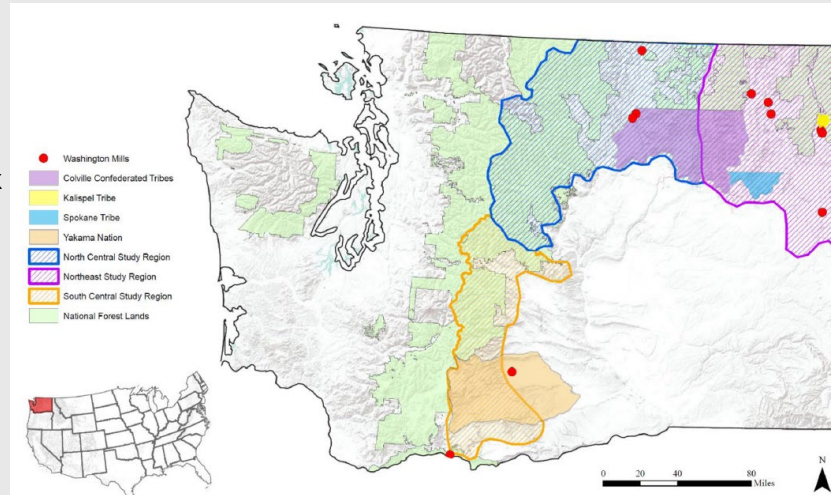 Washington Mills
Colville Confederated Tribes
Kalispel Tribe
Spokane Tribe
Yakama Nation
North Central Study Region
Northeast Study Region
South Central Study Region
National Forest Lands
N
0 20 40 80
Miles